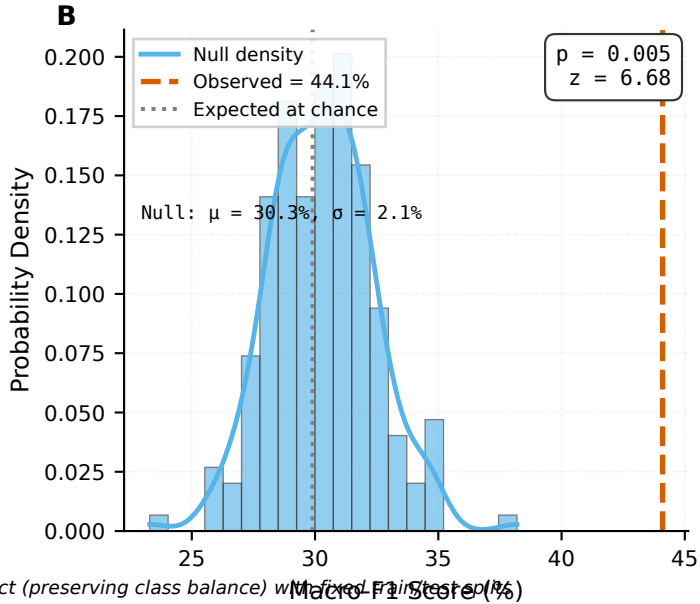 B
Null density
Observed = 44.1%
Expected at chance
p = 0.005
z = 6.68
Null: μ = 30.3%, σ = 2.1%
Probability Density
0.200
0.175
0.150
0.125
0.100
0.075
0.050
0.025
0.000
25
30
35
40
45
Macro-F1 Score (%)
ct (preserving class balance) with fixed train/test splits